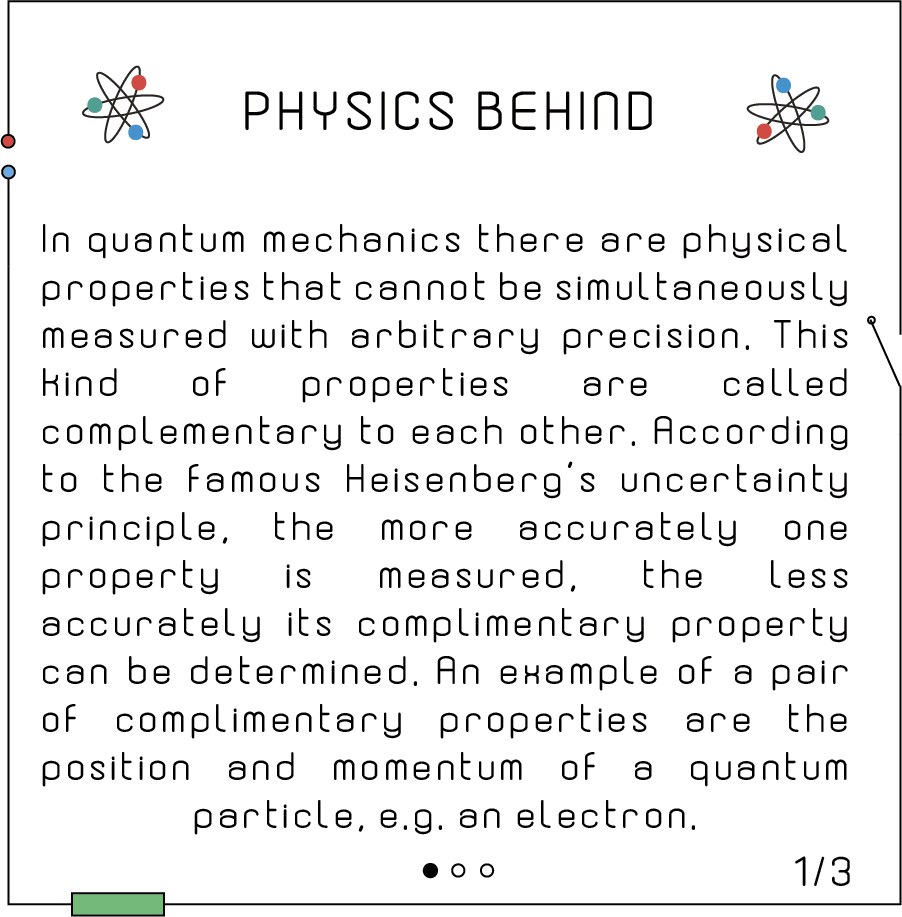 PHYSICS BEHIND
In quantum mechanics there are physical
properties that cannot be simultaneously
measured with arbitrary precision. This
kind of properties are called
complementary to each other. According
to the famous Heisenberg's uncertainty
principle, the more accurately one
property is measured, the less
accurately its complimentary property
can be determined. An example of a pair
of complimentary properties are the
position and momentum of a quantum
particle, e.g. an electron.
1/3